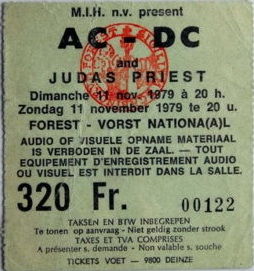 M.I.H. n.v. present
AC - DC
and
JUDAS PRIEST
Dimanche 11 nov. 1979 à 20 h.
Zondag 11 november 1979 te 20 u.
FOREST - VORST NATIONA(A)L
AUDIO OF VISUELE OPNAME MATERIAAL
IS VERBODEN IN DE ZAAL. — TOUT
EQUIPEMENT D'ENREGISTREMENT AUDIO
OU VISUEL EST INTERDIT DANS LA SALLE.
320 Fr. 00122
TAKSEN EN BTW INBEGREPEN
Te tonen op aanvraag - Niet geldig zonder strook
TAXES ET TVA COMPRISES
A présenter s. demande - Non valable s. souche
TICKETS VOET — 9800 DEINZE